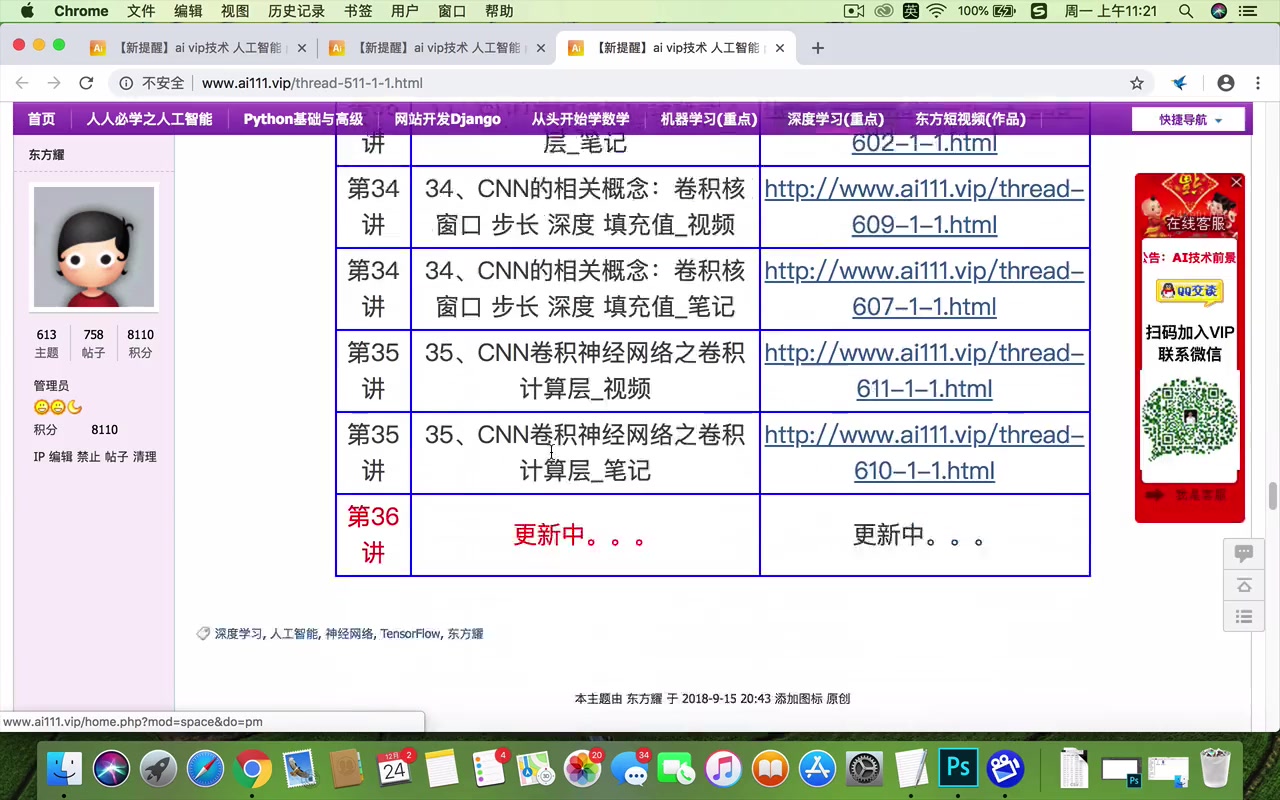 Chrome 文件 编辑 视图 历史记录 书签 用户 窗口 帮助 英 100% 周一 上午11:21
【新提醒】ai vip技术 人工智能 【新提醒】ai vip技术 人工智能 【新提醒】ai vip技术 人工智能
不安全 www.ai111.vip/thread-511-1-1.html
首页 人人必学之人工智能 Python基础与高级 网站开发Django 从头开始学数学 机器学习(重点) 深度学习(重点) 东方短视频(作品) 快捷导航
讲 层_笔记 602-1-1.html
东方耀
第34讲 34、CNN的相关概念：卷积核 http://www.ai111.vip/thread-
窗口 步长 深度 填充值_视频 609-1-1.html
第34讲 34、CNN的相关概念：卷积核 http://www.ai111.vip/thread-
窗口 步长 深度 填充值_笔记 607-1-1.html
第35讲 35、CNN卷积神经网络之卷积 http://www.ai111.vip/thread-
计算层_视频 611-1-1.html
第35讲 35、CNN卷积神经网络之卷积 http://www.ai111.vip/thread-
计算层_笔记 610-1-1.html
第36讲 更新中。。。 更新中。。。
613 758 8110
主题 帖子 积分
管理员
积分 8110
IP 编辑 禁止 帖子 清理
在线客服
公告：AI技术前景
QQ交谈
扫码加入VIP
联系微信
深度学习, 人工智能, 神经网络, TensorFlow, 东方耀
本主题由 东方耀 于 2018-9-15 20:43 添加图标 原创
www.ai111.vip/home.php?mod=space&do=pm
12月 24 2 4 20 34 Ps